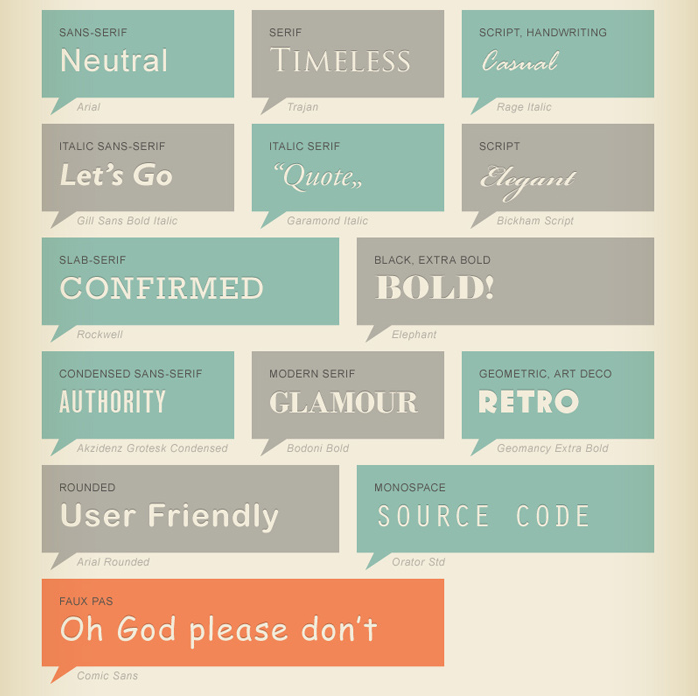 SANS-SERIF
Neutral
Arial
SERIF
TIMELESS
Trajan
SCRIPT, HANDWRITING
Casual
Rage Italic
ITALIC SANS-SERIF
Let's Go
Gill Sans Bold Italic
ITALIC SERIF
“Quote„
Garamond Italic
SCRIPT
Elegant
Bickham Script
SLAB-SERIF
CONFIRMED
Rockwell
BLACK, EXTRA BOLD
BOLD!
Elephant
CONDENSED SANS-SERIF
AUTHORITY
Akzidenz Grotesk Condensed
MODERN SERIF
GLAMOUR
Bodoni Bold
GEOMETRIC, ART DECO
RETRO
Geomancy Extra Bold
ROUNDED
User Friendly
Arial Rounded
MONOSPACE
SOURCE CODE
Orator Std
FAUX PAS
Oh God please don't
Comic Sans